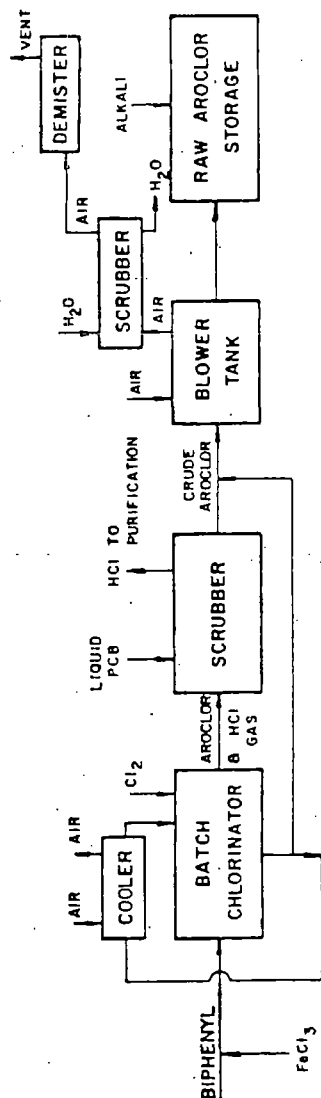 BIPHENYL
FeCl3
AIR
AIR
COOLER
Cl2
BATCH
CHLORINATOR
AROCLOR
& HCl
GAS
LIQUID
PCB
HCl TO
PURIFICATION
SCRUBBER
CRUDE
AROCLOR
AIR
BLOWER
TANK
AIR
H2O
SCRUBBER
H2O
AIR
DEMISTER
VENT
ALKALI
RAW AROCLOR
STORAGE